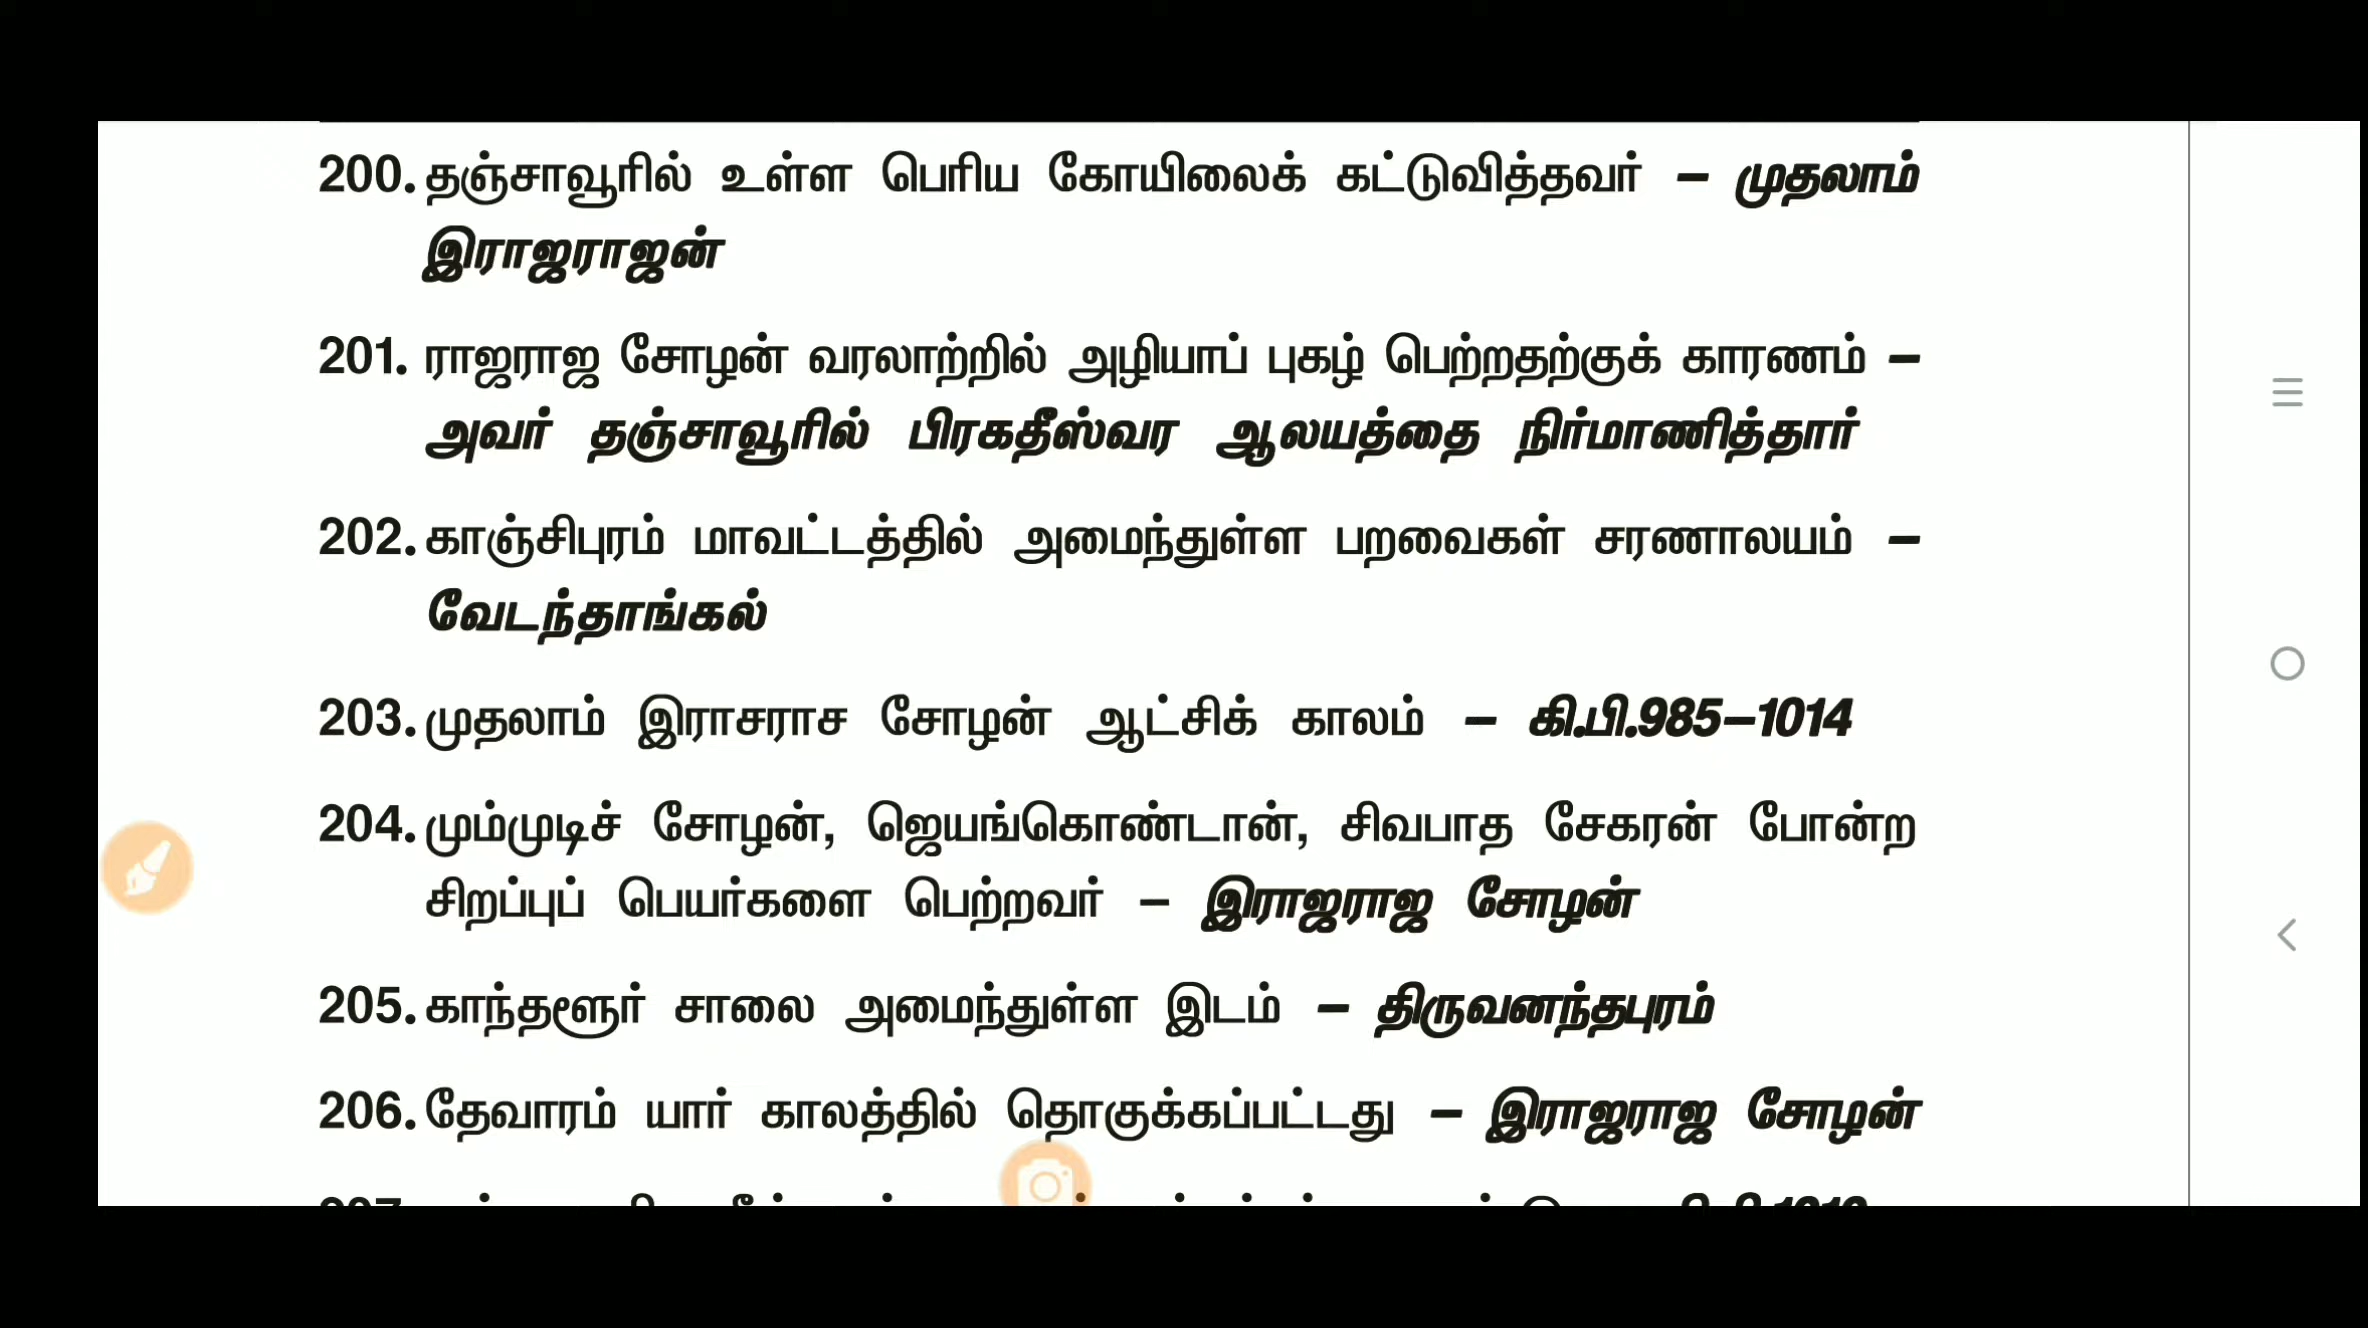 200. தஞ்சாவூரில் உள்ள பெரிய கோயிலைக் கட்டுவித்தவர் – முதலாம்
இராஜராஜன்
201. ராஜராஜ சோழன் வரலாற்றில் அழியாப் புகழ் பெற்றதற்குக் காரணம் –
அவர் தஞ்சாவூரில் பிரகதீஸ்வர ஆலயத்தை நிர்மாணித்தார்
202. காஞ்சிபுரம் மாவட்டத்தில் அமைந்துள்ள பறவைகள் சரணாலயம் –
வேடந்தாங்கல்
203. முதலாம் இராசராச சோழன் ஆட்சிக் காலம் – கி.பி.985–1014
204. மும்முடிச் சோழன், ஜெயங்கொண்டான், சிவபாத சேகரன் போன்ற
சிறப்புப் பெயர்களை பெற்றவர் – இராஜராஜ சோழன்
205. காந்தளூர் சாலை அமைந்துள்ள இடம் – திருவனந்தபுரம்
206. தேவாரம் யார் காலத்தில் தொகுக்கப்பட்டது – இராஜராஜ சோழன்